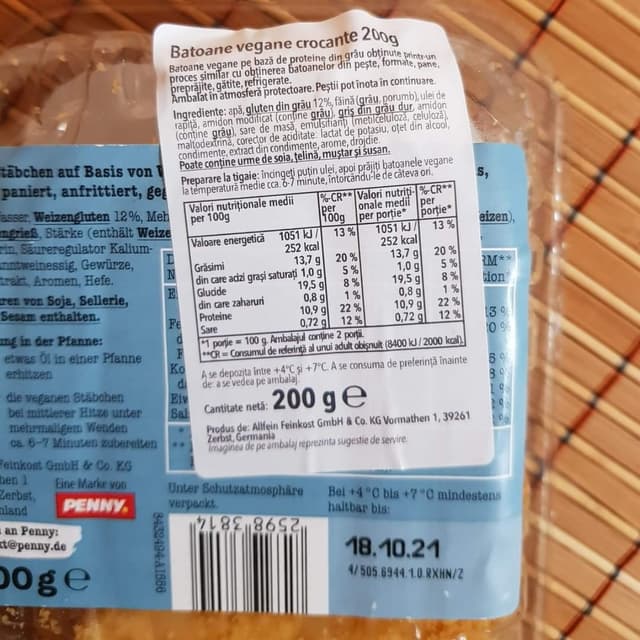 Batoane vegane crocante 200g
Batoane vegane pe bază de proteine din grâu obținute printr-un
proces similar cu obținerea batoanelor din pește, formate, pane,
preprăjite, gătite, refrigerate.
Ambalat în atmosferă protectoare. Peștii pot înota în continuare.
Ingrediente: apă, gluten din grâu 12%, făină (grâu, porumb), ulei de
rapiță, amidon modificat (conține grâu), griș din grâu dur, amidon
(conține grâu), sare de masă, emulsifianți (metilceluloză, celuloză),
maltodextrină, corector de aciditate: lactat de potasiu, oțet din alcool,
condimente, extract din condimente, arome, drojdie.
Poate conține urme de soia, țelină, muștar și susan.
Preparare la tigaie: încingeți puțin ulei, apoi prăjiți batoanele vegane
la temperatură medie cca. 6-7 minute, întorcându-le de câteva ori.
Valori nutriționale medii per 100g %-CR** per 100g Valori nutriți-onale medii per porție* %-CR** per porție*
Valoare energetică 1051 kJ / 252 kcal 13 % 1051 kJ / 252 kcal 13 %
Grăsimi 13,7 g 20 % 13,7 g 20 %
din care adzi grași saturați 1,0 g 5 % 1,0 g 5 %
Glucide 19,5 g 8 % 19,5 g 8 %
din care zaharuri 0,8 g 1 % 0,8 g 1 %
Proteine 10,9 g 22 % 10,9 g 22 %
Sare 0,72 g 12 % 0,72 g 12 %
*1 porție = 100 g. Ambalajul conține 2 porții.
**CR = Consumul de referință al unui adult obișnuit (8400 kJ / 2000 kcal).
A se depozita între +4°C și +7°C. A se consuma de preferință înainte
de: a se vedea pe ambalaj.
Cantitate netă: 200 g e
Produs de: Allfein Feinkost GmbH & Co. KG Vormathen 1, 39261
Zerbst, Germania
Imaginea de pe ambalaj reprezintă sugestie de servire.
täbchen auf Basis von
paniert, anfrittiert,
Weizengluten 12%,
Stärke (enthält
Säureregulator Kalium-
Gewürze,
Aromen, Hefe.
von Soja, Sellerie,
Sesam enthalten.
in der Pfanne:
etwas Öl in einer Pfanne
erhitzen
die veganen Stäbchen
bei mittlerer Hitze unter
mehrmaligem Wenden
ca. 6-7 Minuten zubereiten
Feinkost GmbH & Co. KG
Eine Marke von
PENNY.
an Penny:
@penny.de
00g e
Unter Schutzatmosphäre
verpackt.
Bei +4°C bis +7°C mindestens
haltbar bis:
18.10.21
4/505.6944.1.0.RXHN/Z